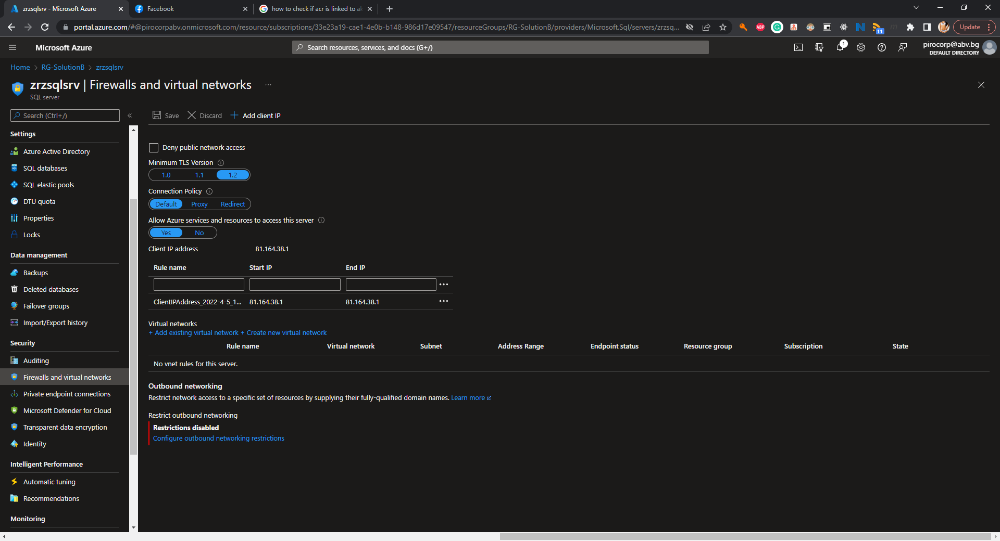 zrzsqlsrv - Microsoft Azure
Facebook
how to check if acr is linked to ak
portal.azure.com/#@pirocorpabv.onmicrosoft.com/resource/subscriptions/33e23a19-cae1-4e0b-b148-986d17e09547/resourceGroups/RG-SolutionB/providers/Microsoft.Sql/servers/zrzsq...
ABP
11
Update
Microsoft Azure
Search resources, services, and docs (G+/)
1
pirocorp@abv.bg
DEFAULT DIRECTORY
Home > RG-SolutionB > zrzsqlsrv
zrzsqlsrv | Firewalls and virtual networks ...
SQL server
Search (Ctrl+/)
«
Save
Discard
Add client IP
Settings
Azure Active Directory
SQL databases
SQL elastic pools
DTU quota
Properties
Locks
Data management
Backups
Deleted databases
Failover groups
Import/Export history
Security
Auditing
Firewalls and virtual networks
Private endpoint connections
Microsoft Defender for Cloud
Transparent data encryption
Identity
Intelligent Performance
Automatic tuning
Recommendations
Monitoring
Deny public network access
Minimum TLS Version
1.0 1.1 1.2
Connection Policy
Default Proxy Redirect
Allow Azure services and resources to access this server
Yes No
Client IP address 81.164.38.1
Rule name Start IP End IP
...
ClientIPAddress_2022-4-5_1... 81.164.38.1 81.164.38.1 ...
Virtual networks
+ Add existing virtual network + Create new virtual network
Rule name Virtual network Subnet Address Range Endpoint status Resource group Subscription State
No vnet rules for this server.
Outbound networking
Restrict network access to a specific set of resources by supplying their fully-qualified domain names. Learn more
Restrict outbound networking
Restrictions disabled
Configure outbound networking restrictions